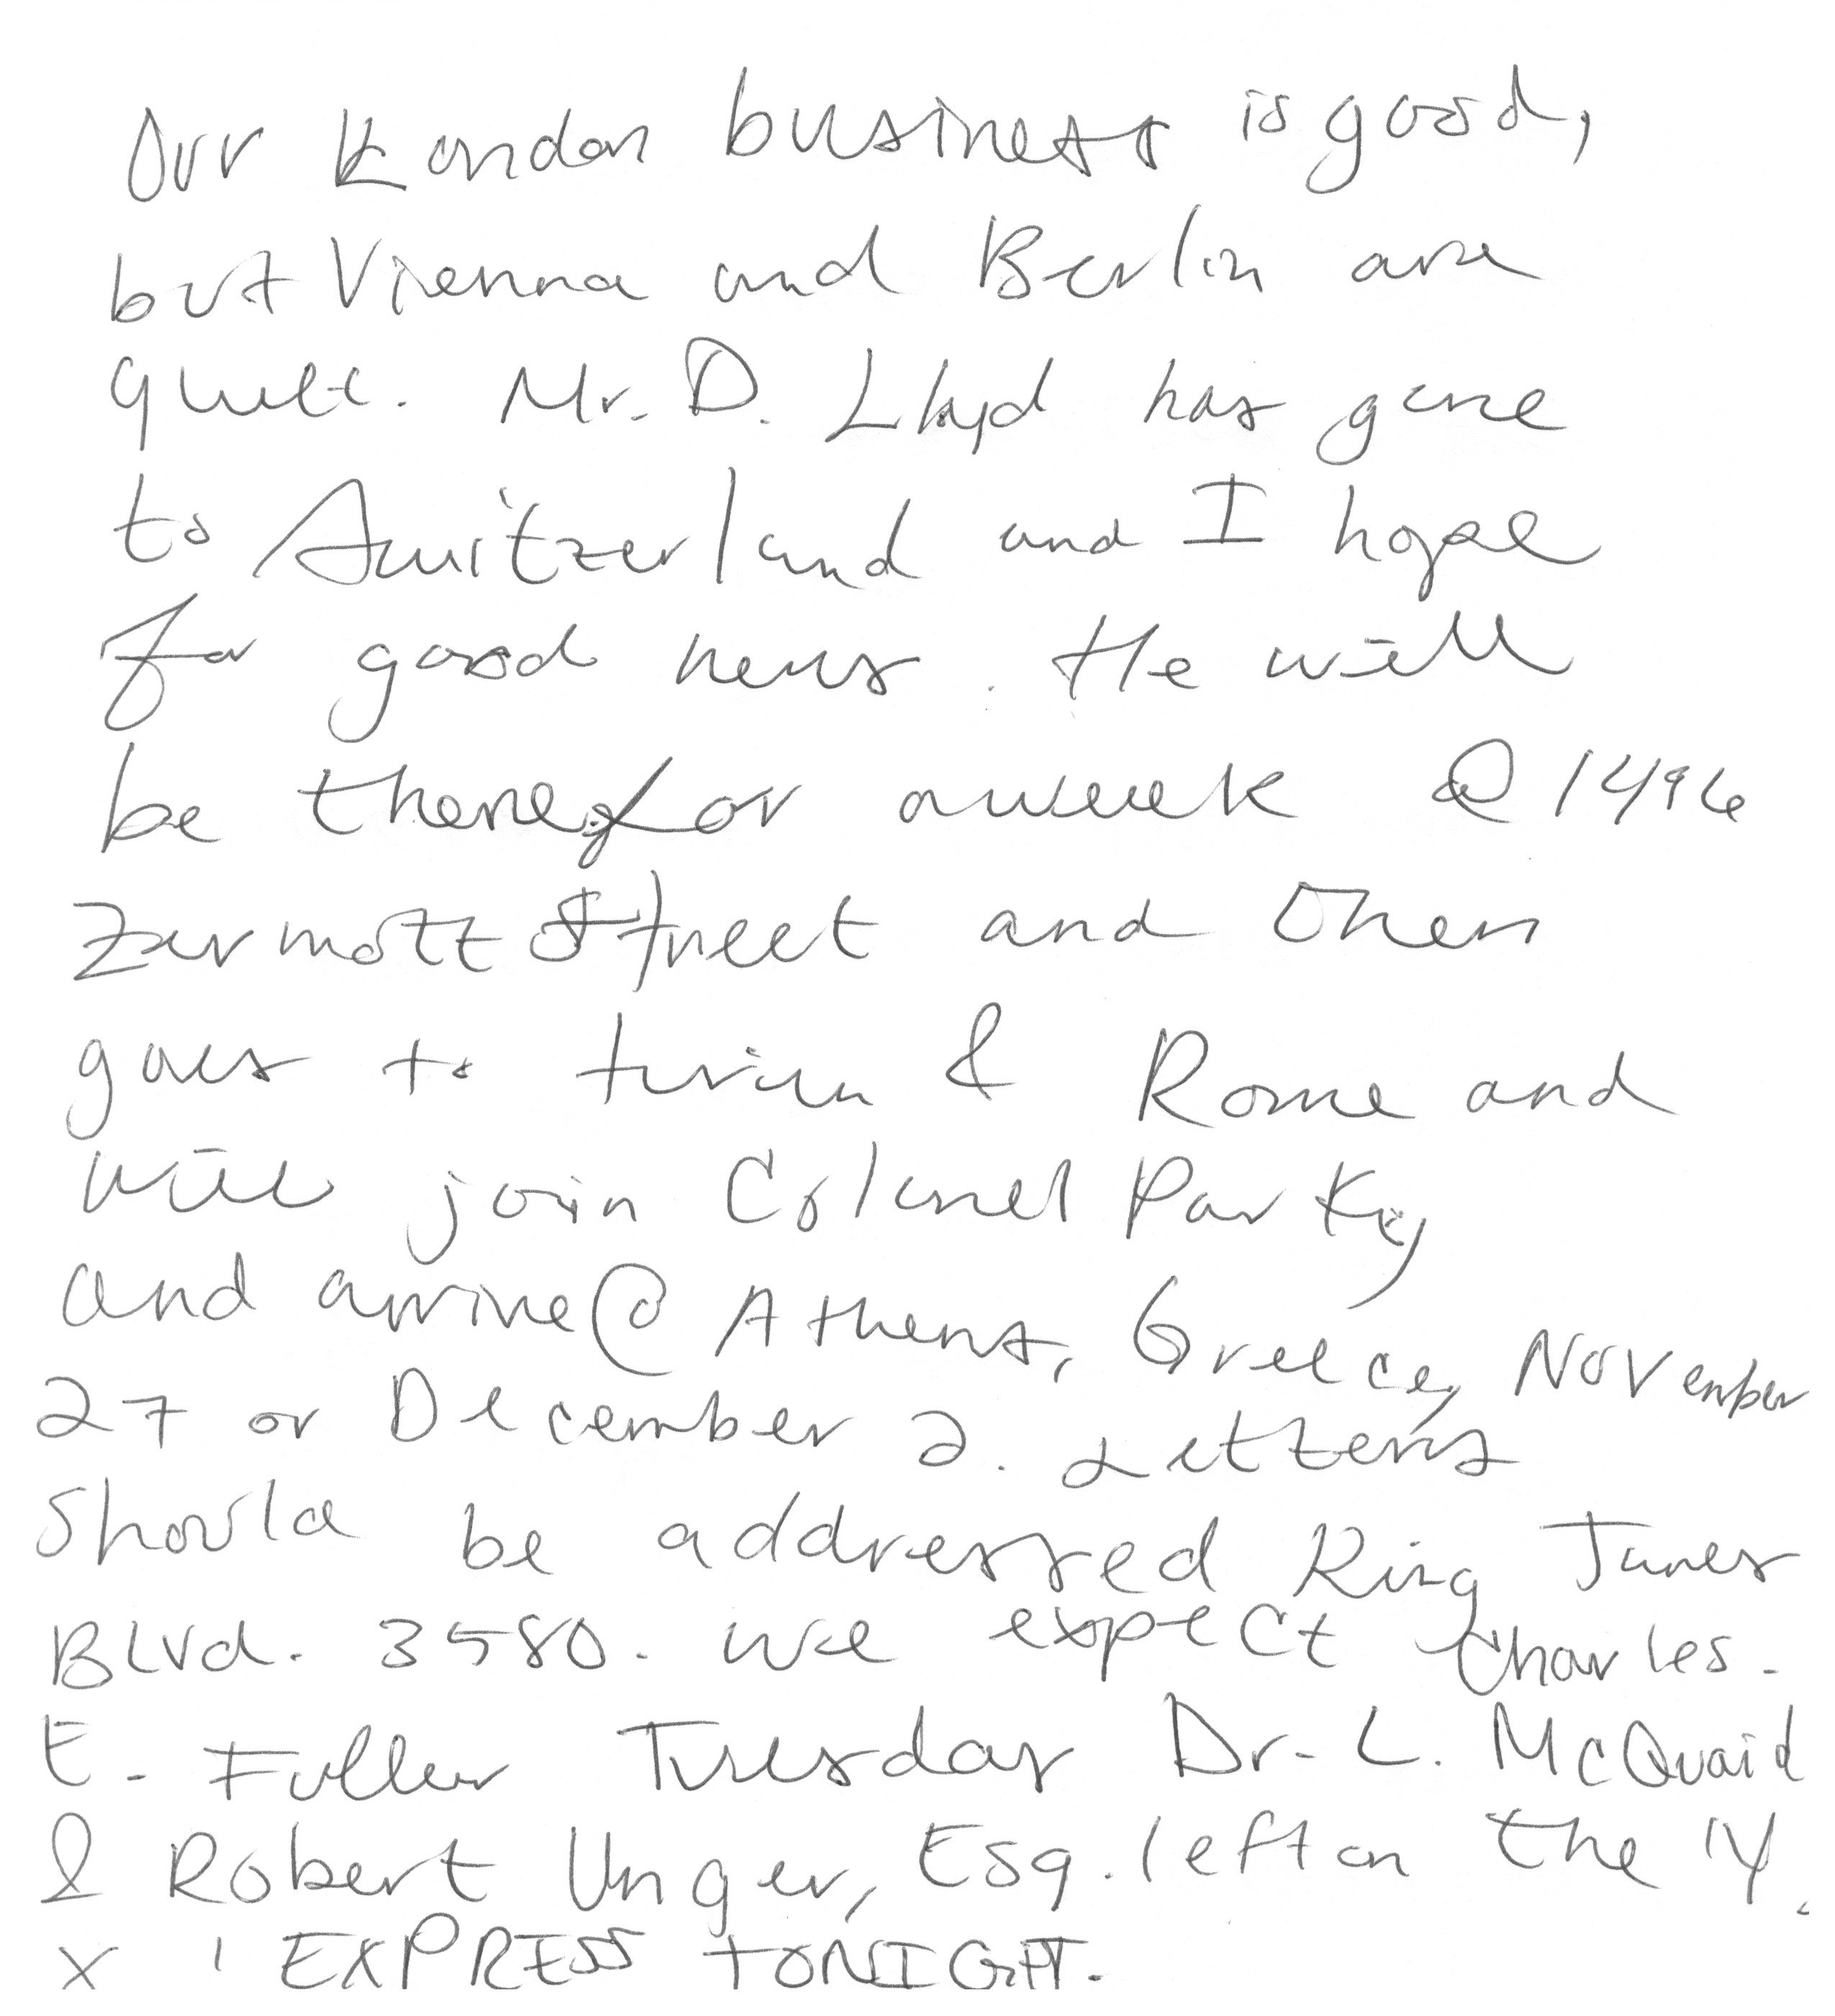 Our London business is good,
but Vienna and Berlin are
quiet. Mr. D. Lloyd has gone
to Switzerland and I hope
for good news. He will
be there for a week @ 1496
Zermott Street and then
goes to turin & Rome and
will join Colonel Parky
and arrive @ Athens, Greece, November
27 or December 2. Letters
should be addressed King James
Blvd. 3580. We expect Charles.
E. Fuller Tuesday Dr. L. McQuaid
& Robert Unger, Esq. left on the 'Y.
X ' EXPRESS TONIGHT.